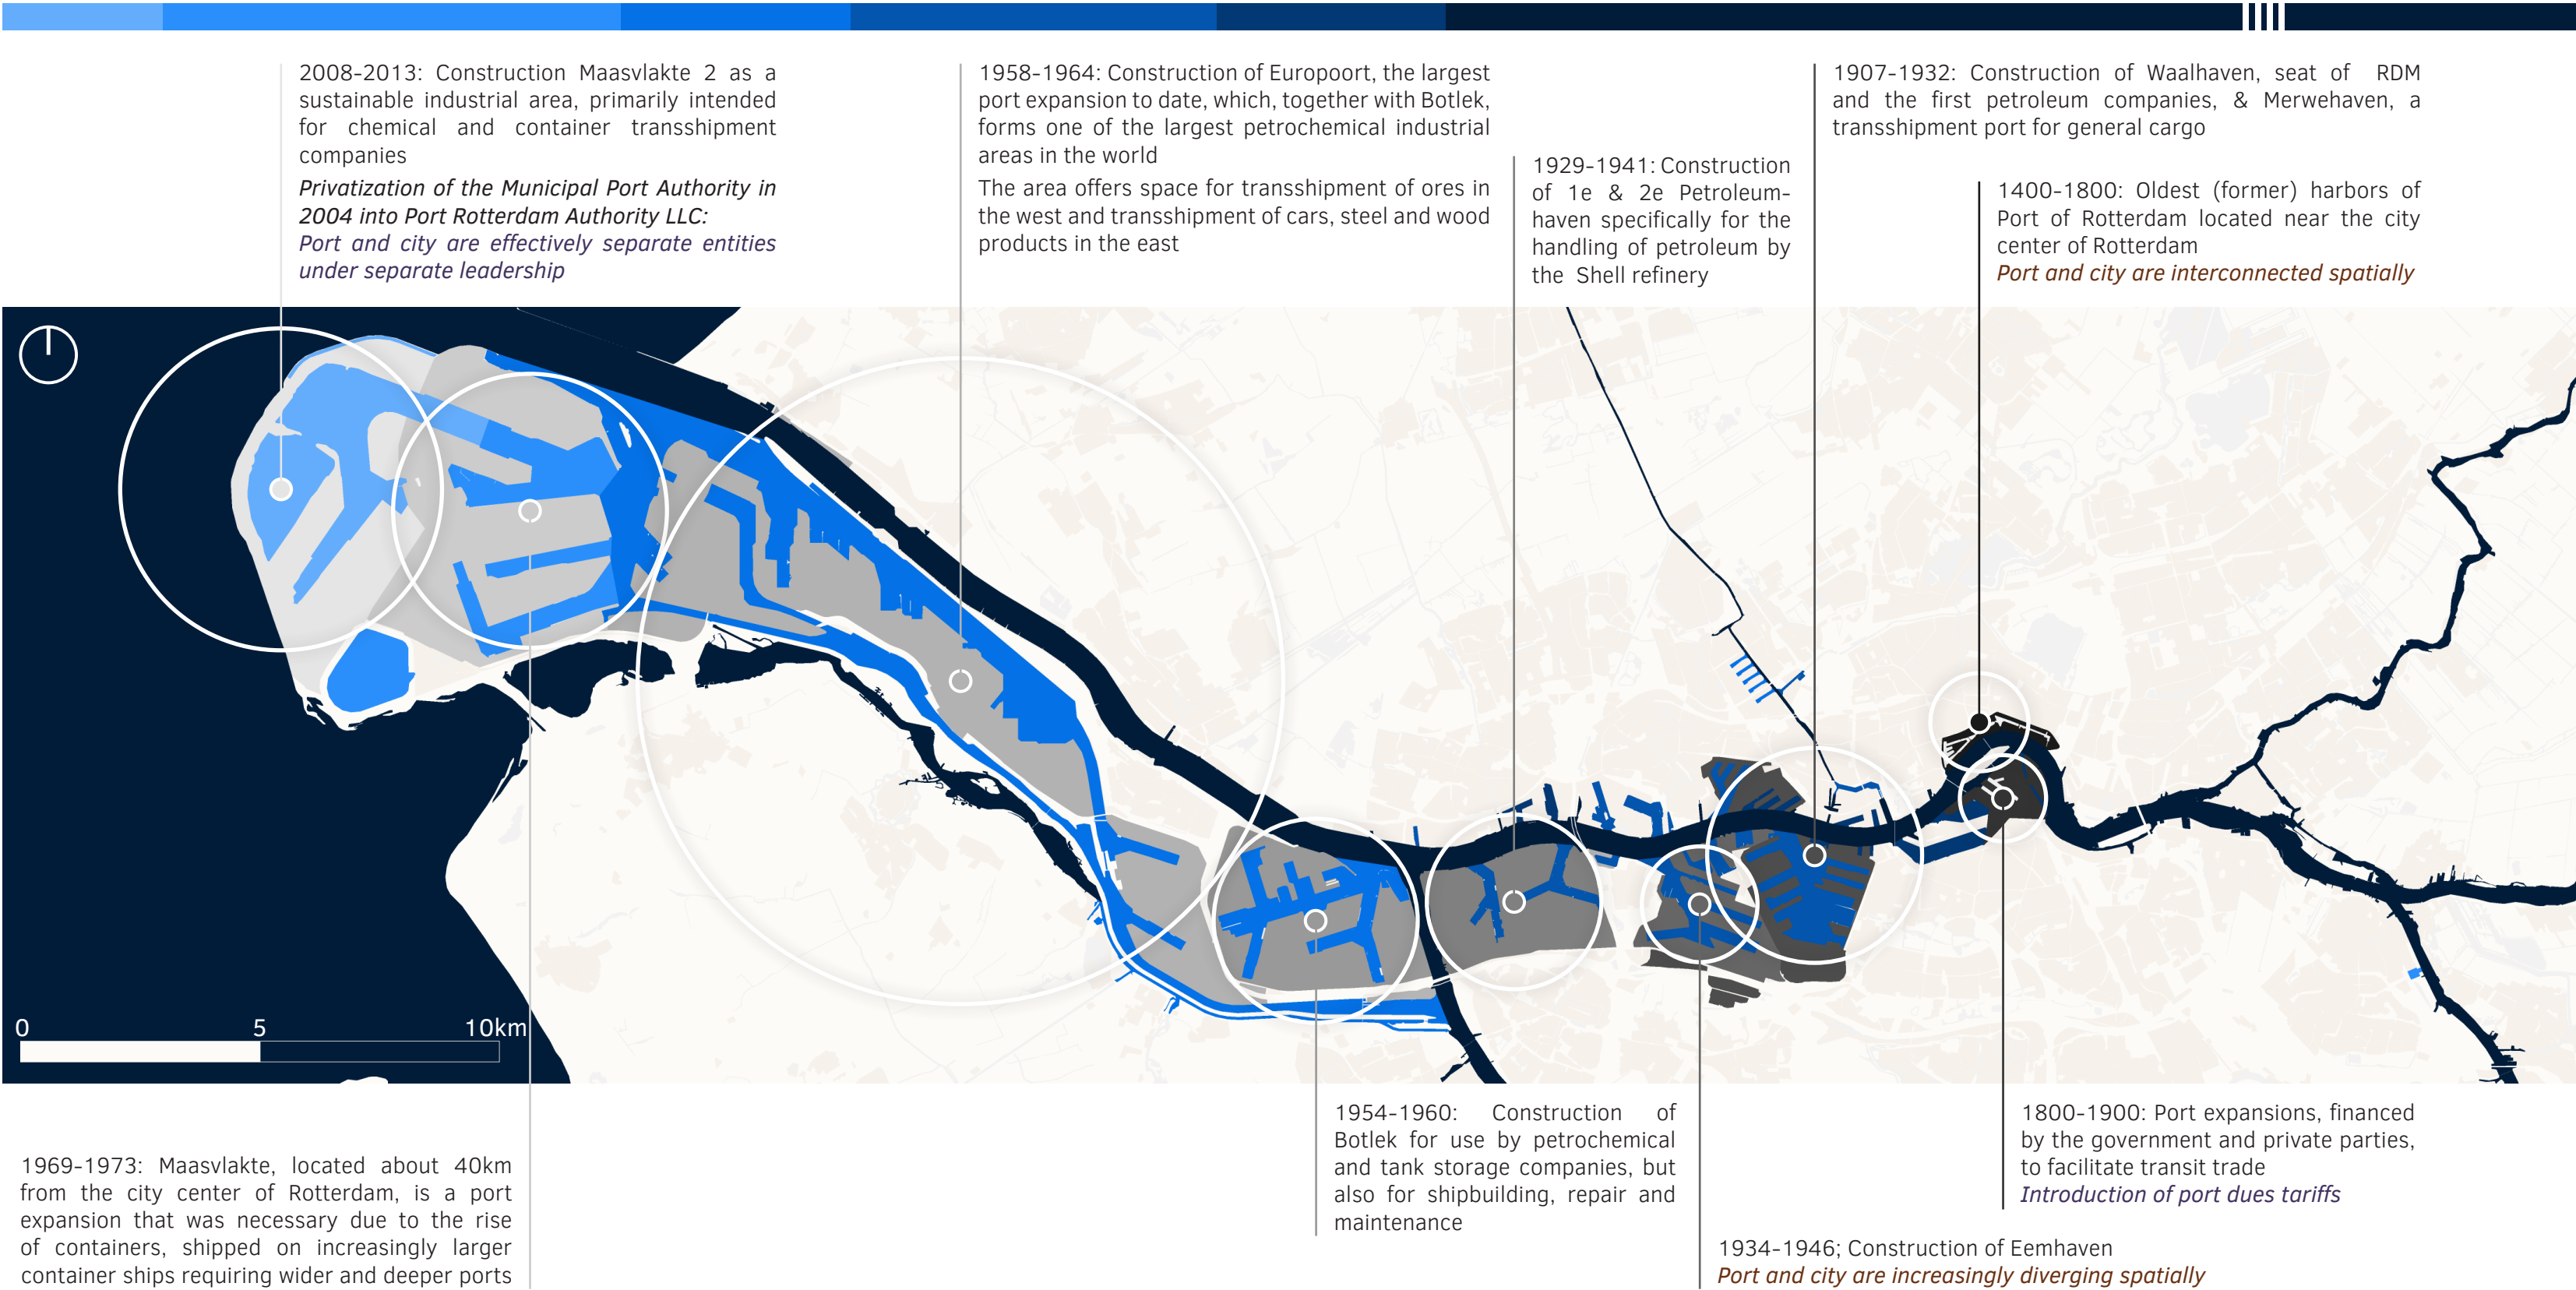 2008-2013: Construction Maasvlakte 2 as a
sustainable industrial area, primarily intended
for chemical and container transshipment
companies
Privatization of the Municipal Port Authority in
2004 into Port Rotterdam Authority LLC:
Port and city are effectively separate entities
under separate leadership
1958-1964: Construction of Europoort, the largest
port expansion to date, which, together with Botlek,
forms one of the largest petrochemical industrial
areas in the world
The area offers space for transshipment of ores in
the west and transshipment of cars, steel and wood
products in the east
1929-1941: Construction
of 1e & 2e Petroleum-
haven specifically for the
handling of petroleum by
the Shell refinery
1907-1932: Construction of Waalhaven, seat of RDM
and the first petroleum companies, & Merwehaven, a
transshipment port for general cargo
1400-1800: Oldest (former) harbors of
Port of Rotterdam located near the city
center of Rotterdam
Port and city are interconnected spatially
0 5 10km
1969-1973: Maasvlakte, located about 40km
from the city center of Rotterdam, is a port
expansion that was necessary due to the rise
of containers, shipped on increasingly larger
container ships requiring wider and deeper ports
1954-1960: Construction of
Botlek for use by petrochemical
and tank storage companies, but
also for shipbuilding, repair and
maintenance
1934-1946; Construction of Eemhaven
Port and city are increasingly diverging spatially
1800-1900: Port expansions, financed
by the government and private parties,
to facilitate transit trade
Introduction of port dues tariffs